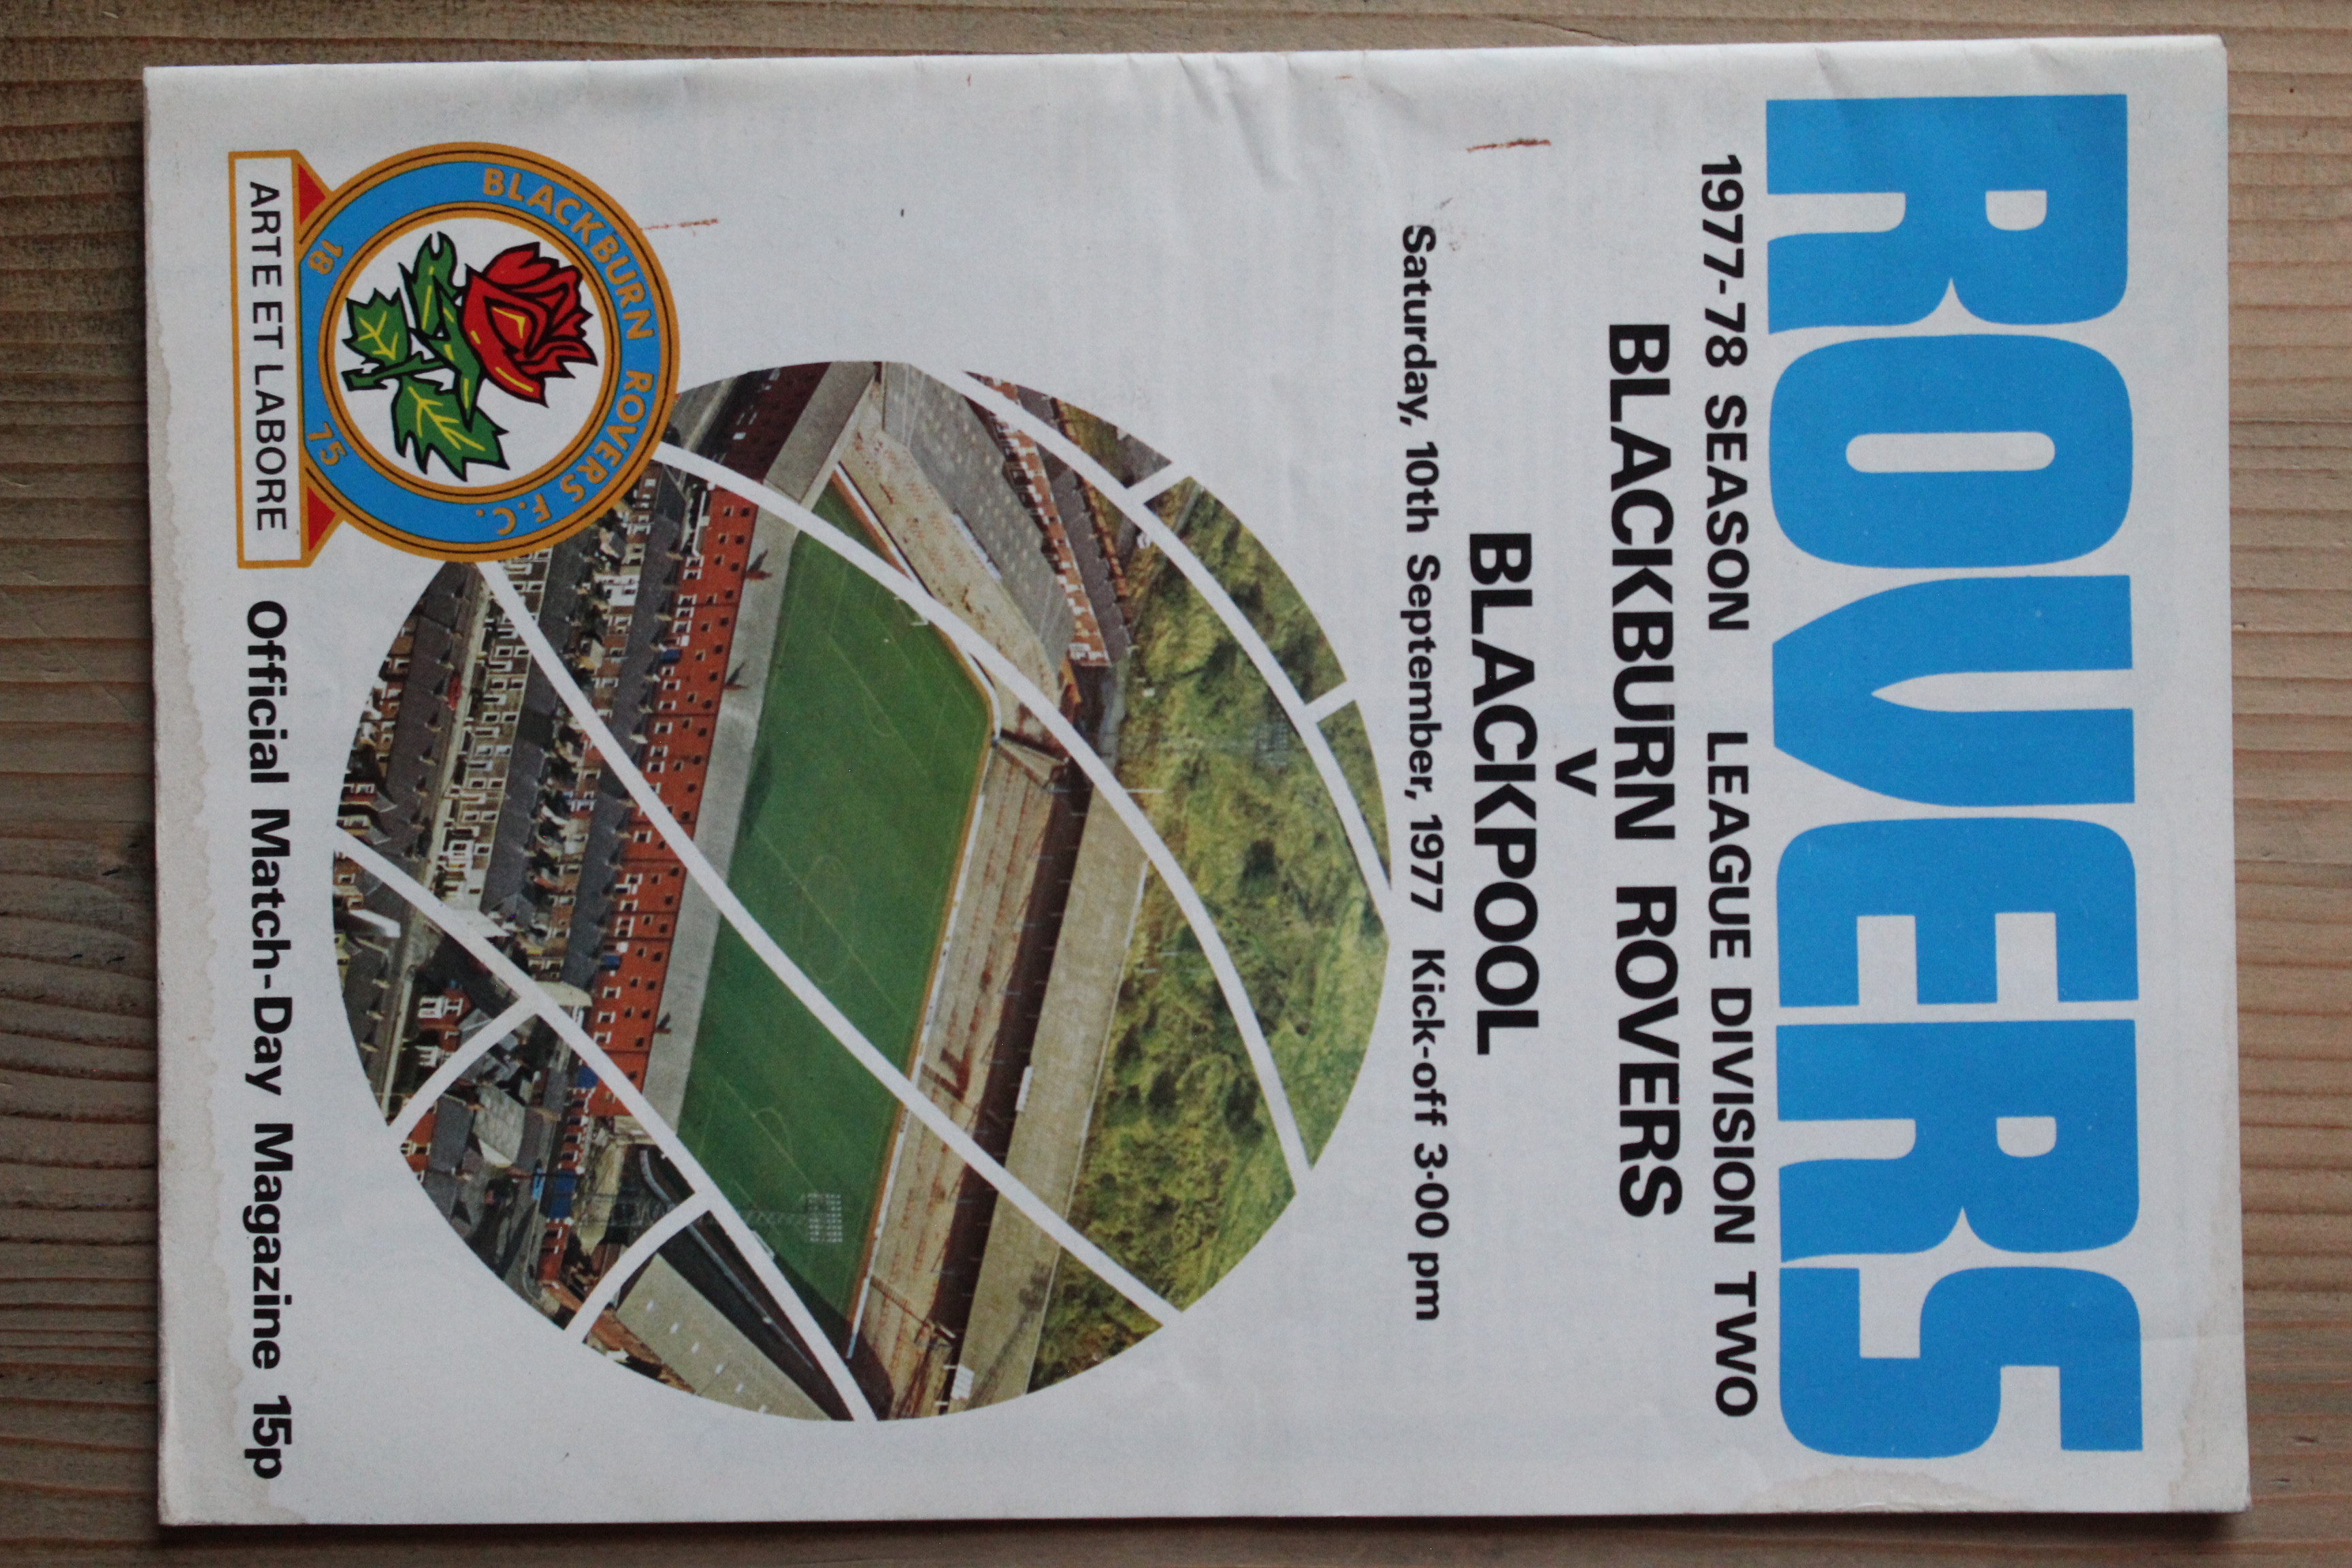 ROVERS
1977-78 SEASON LEAGUE DIVISION TWO
BLACKBURN ROVERS
V
BLACKPOOL
Saturday, 10th September, 1977 Kick-off 3·00 pm
BLACKBURN ROVERS F.C.
18 75
ARTE ET LABORE
Official Match-Day Magazine 15p